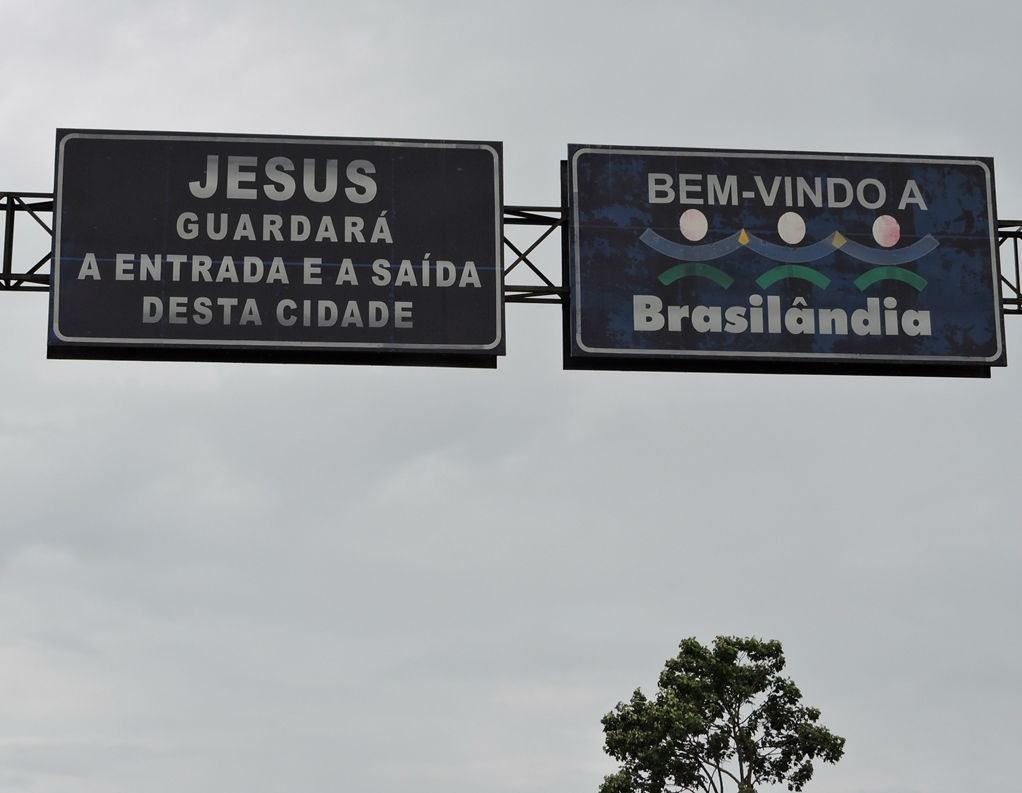 JESUS
GUARDARÁ
A ENTRADA E A SAÍDA
DESTA CIDADE
BEM-VINDO A
Brasilândia